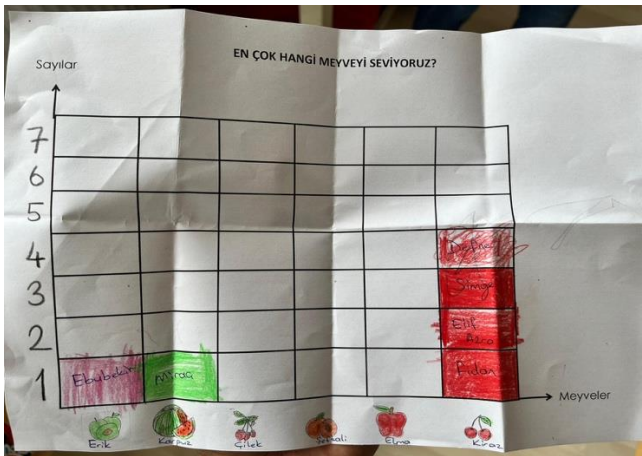 EN ÇOK HANGİ MEYVEYİ SEVİYORUZ?
Sayılar
7
6
5
4
Defne
3
Simge
2
Elif
Azra
1
Ebubekir
Miraç
Fidan
Meyveler
Erik
Karpuz
Çilek
Şeftali
Elma
Kiraz